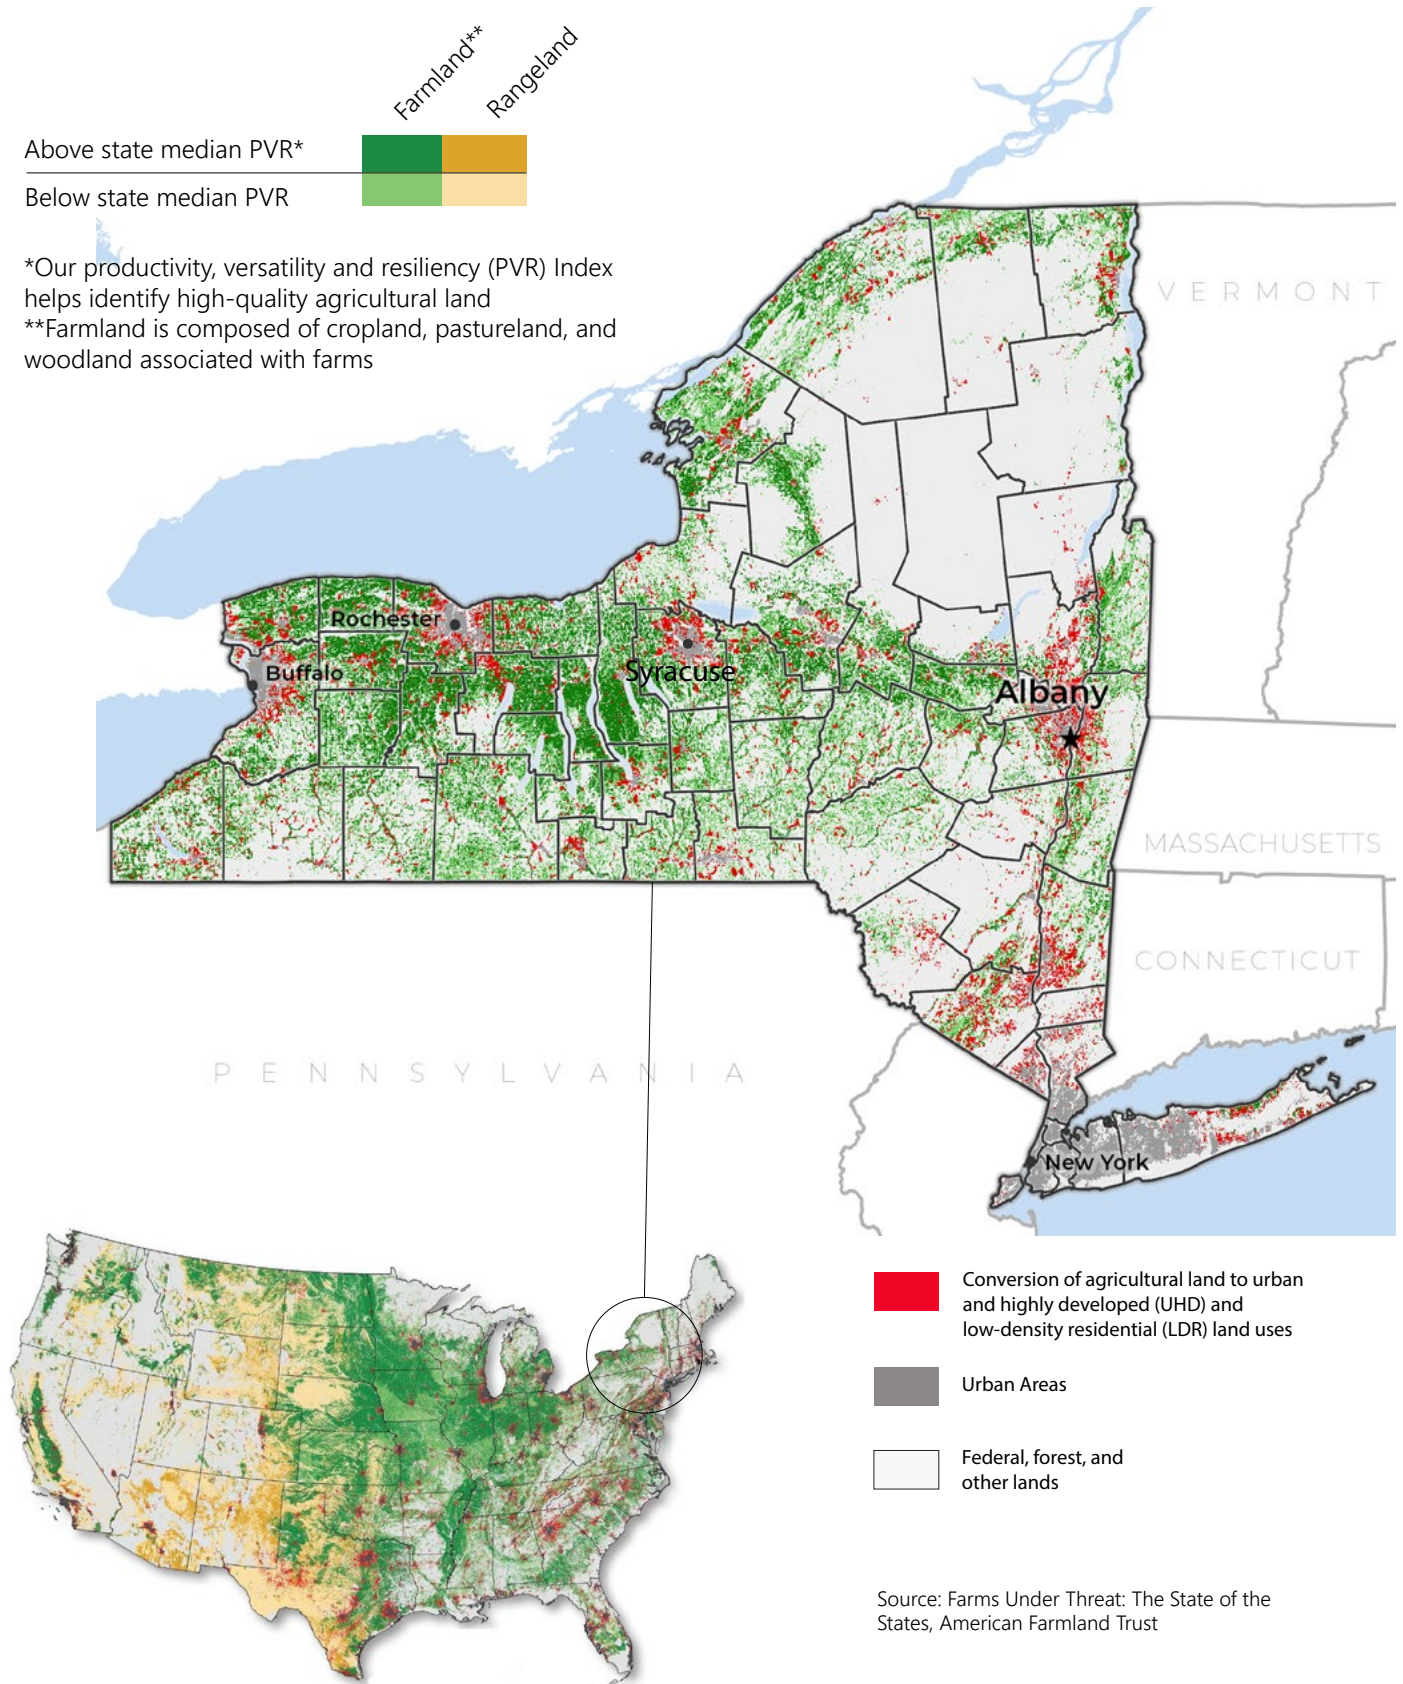 Farmland**
Rangeland
Above state median PVR*
Below state median PVR
*Our productivity, versatility and resiliency (PVR) Index
helps identify high-quality agricultural land
**Farmland is composed of cropland, pastureland, and
woodland associated with farms
VERMONT
Rochester
Buffalo
Syracuse
Albany
MASSACHUSETTS
CONNECTICUT
PENNSYLVANIA
New York
Conversion of agricultural land to urban
and highly developed (UHD) and
low-density residential (LDR) land uses
Urban Areas
Federal, forest, and
other lands
Source: Farms Under Threat: The State of the
States, American Farmland Trust